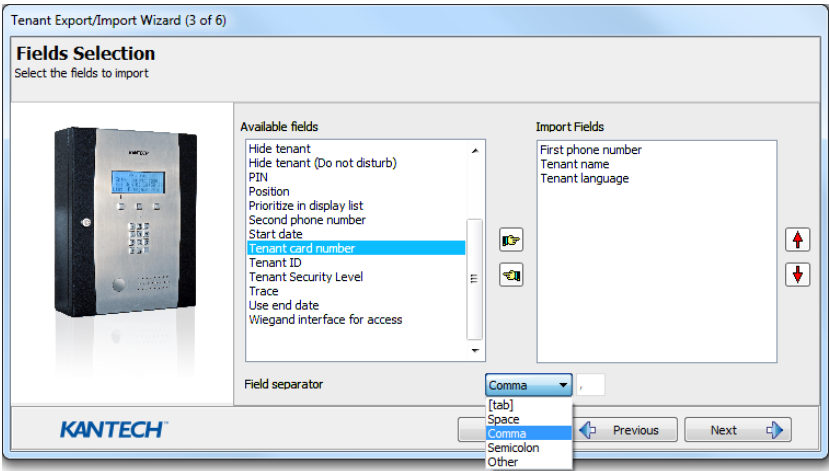 Tenant Export/Import Wizard (3 of 6)
Fields Selection
Select the fields to import
Available fields
Hide tenant
Hide tenant (Do not disturb)
PIN
Position
Prioritize in display list
Second phone number
Start date
Tenant card number
Tenant ID
Tenant Security Level
Trace
Use end date
Wiegand interface for access
Import Fields
First phone number
Tenant name
Tenant language
Field separator
Comma
,
[tab]
Space
Comma
Semicolon
Other
KANTECH
Previous
Next